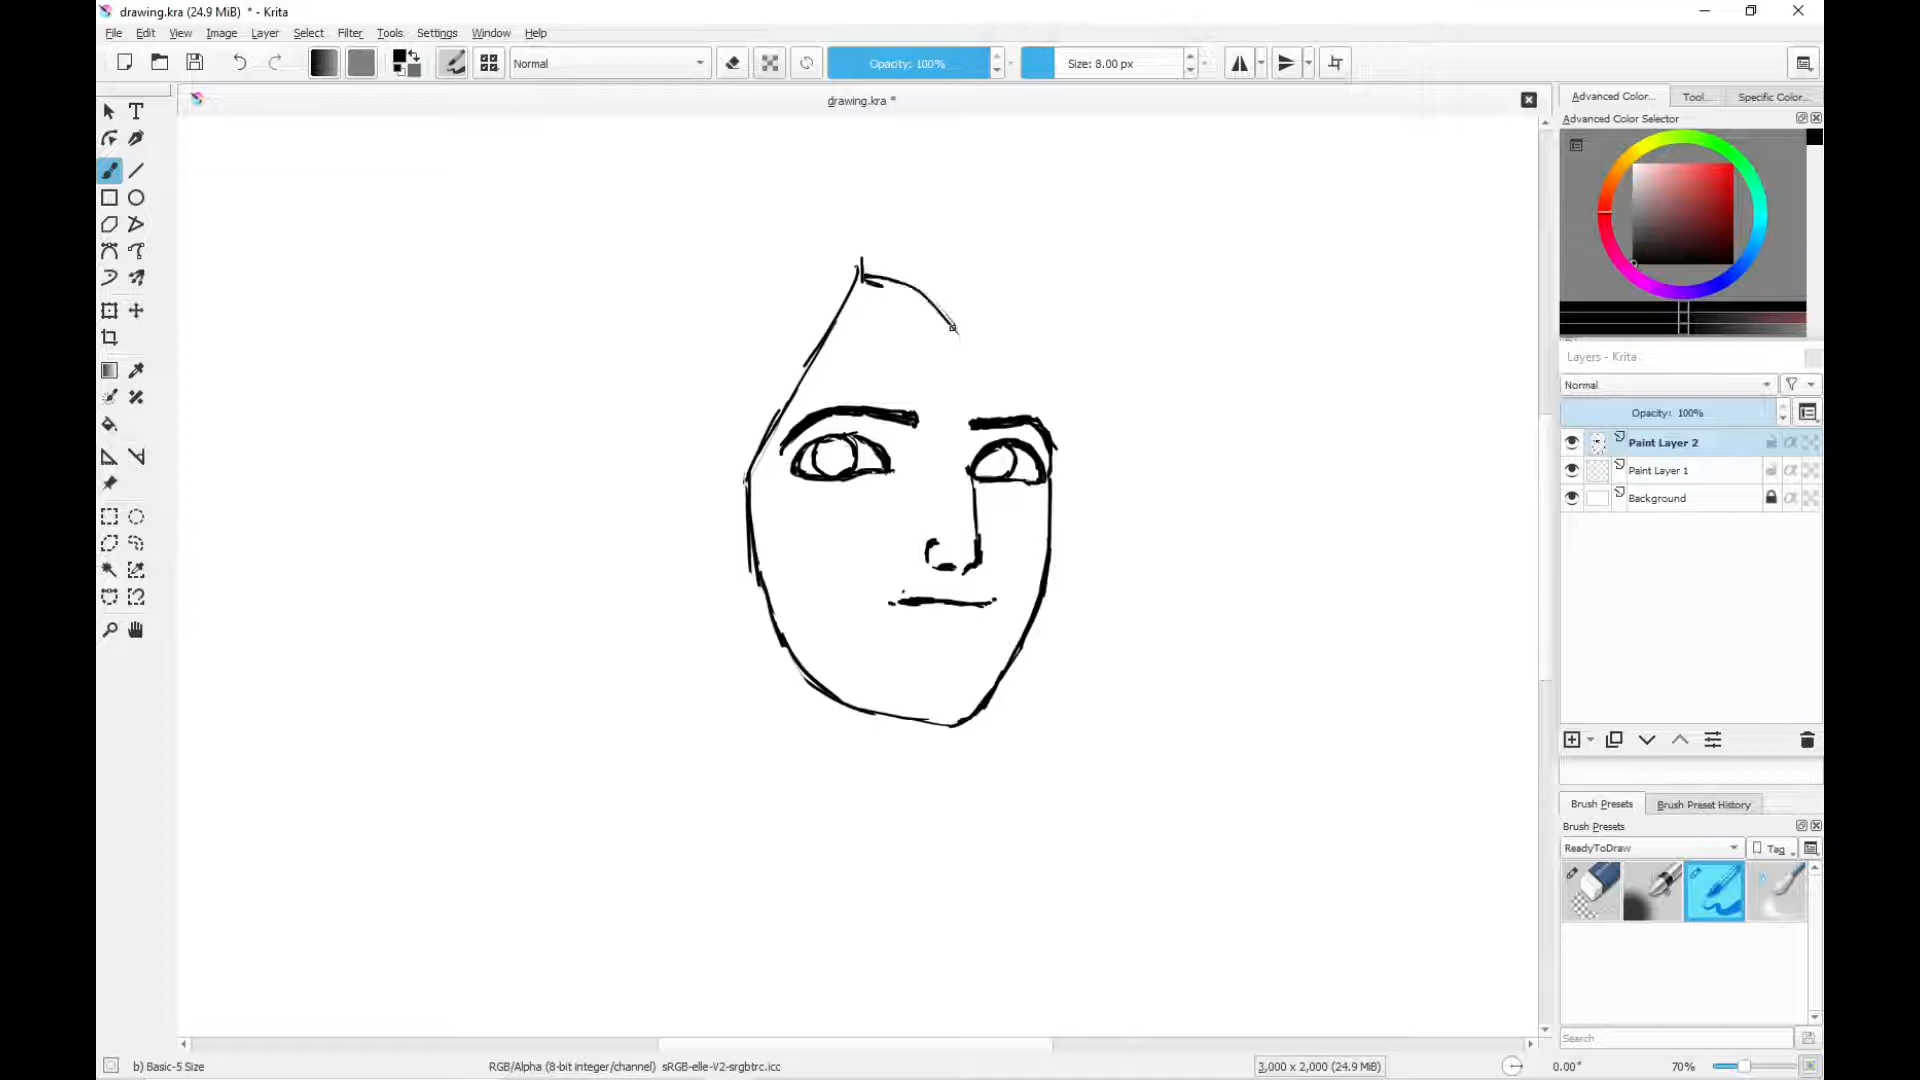 drawing.kra (24.9 MiB)  * - Krita
File Edit View Image Layer Select Filter Tools Settings Window Help
Normal
Opacity: 100%
Size: 8.00 px
drawing.kra *
Advanced Color...
Tool...
Specific Color...
Advanced Color Selector
Layers - Krita
Normal
Opacity: 100%
Paint Layer 2
Paint Layer 1
Background
Brush Presets
Brush Preset History
Brush Presets
ReadyToDraw
Tag
Search
b) Basic-5 Size
RGB/Alpha (8-bit integer/channel)  sRGB-elle-V2-srgbtrc.icc
3,000 x 2,000 (24.9 MiB)
0.00°
70%